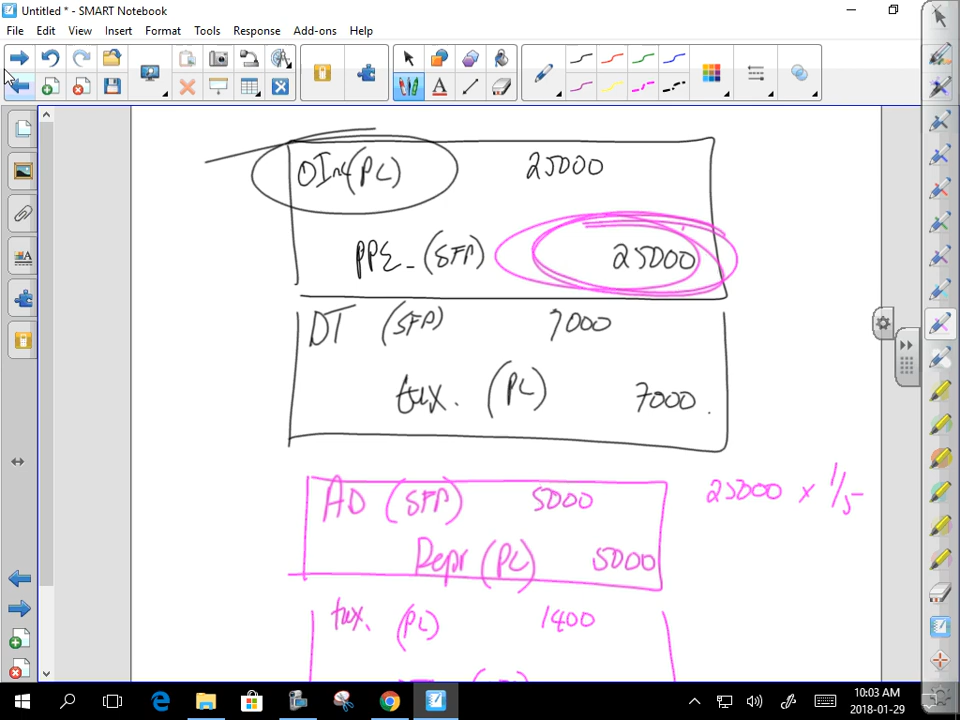 Untitled * - SMART Notebook
File Edit View Insert Format Tools Response Add-ons Help
OInc (PL) 25000
PPE - (SFP) 25000
DT (SFP) 7000
tax. (PL) 7000.
AD (SFP) 5000
25000 x 1/5
Depr (PL) 5000
tax. (PL) 1400
10:03 AM
2018-01-29